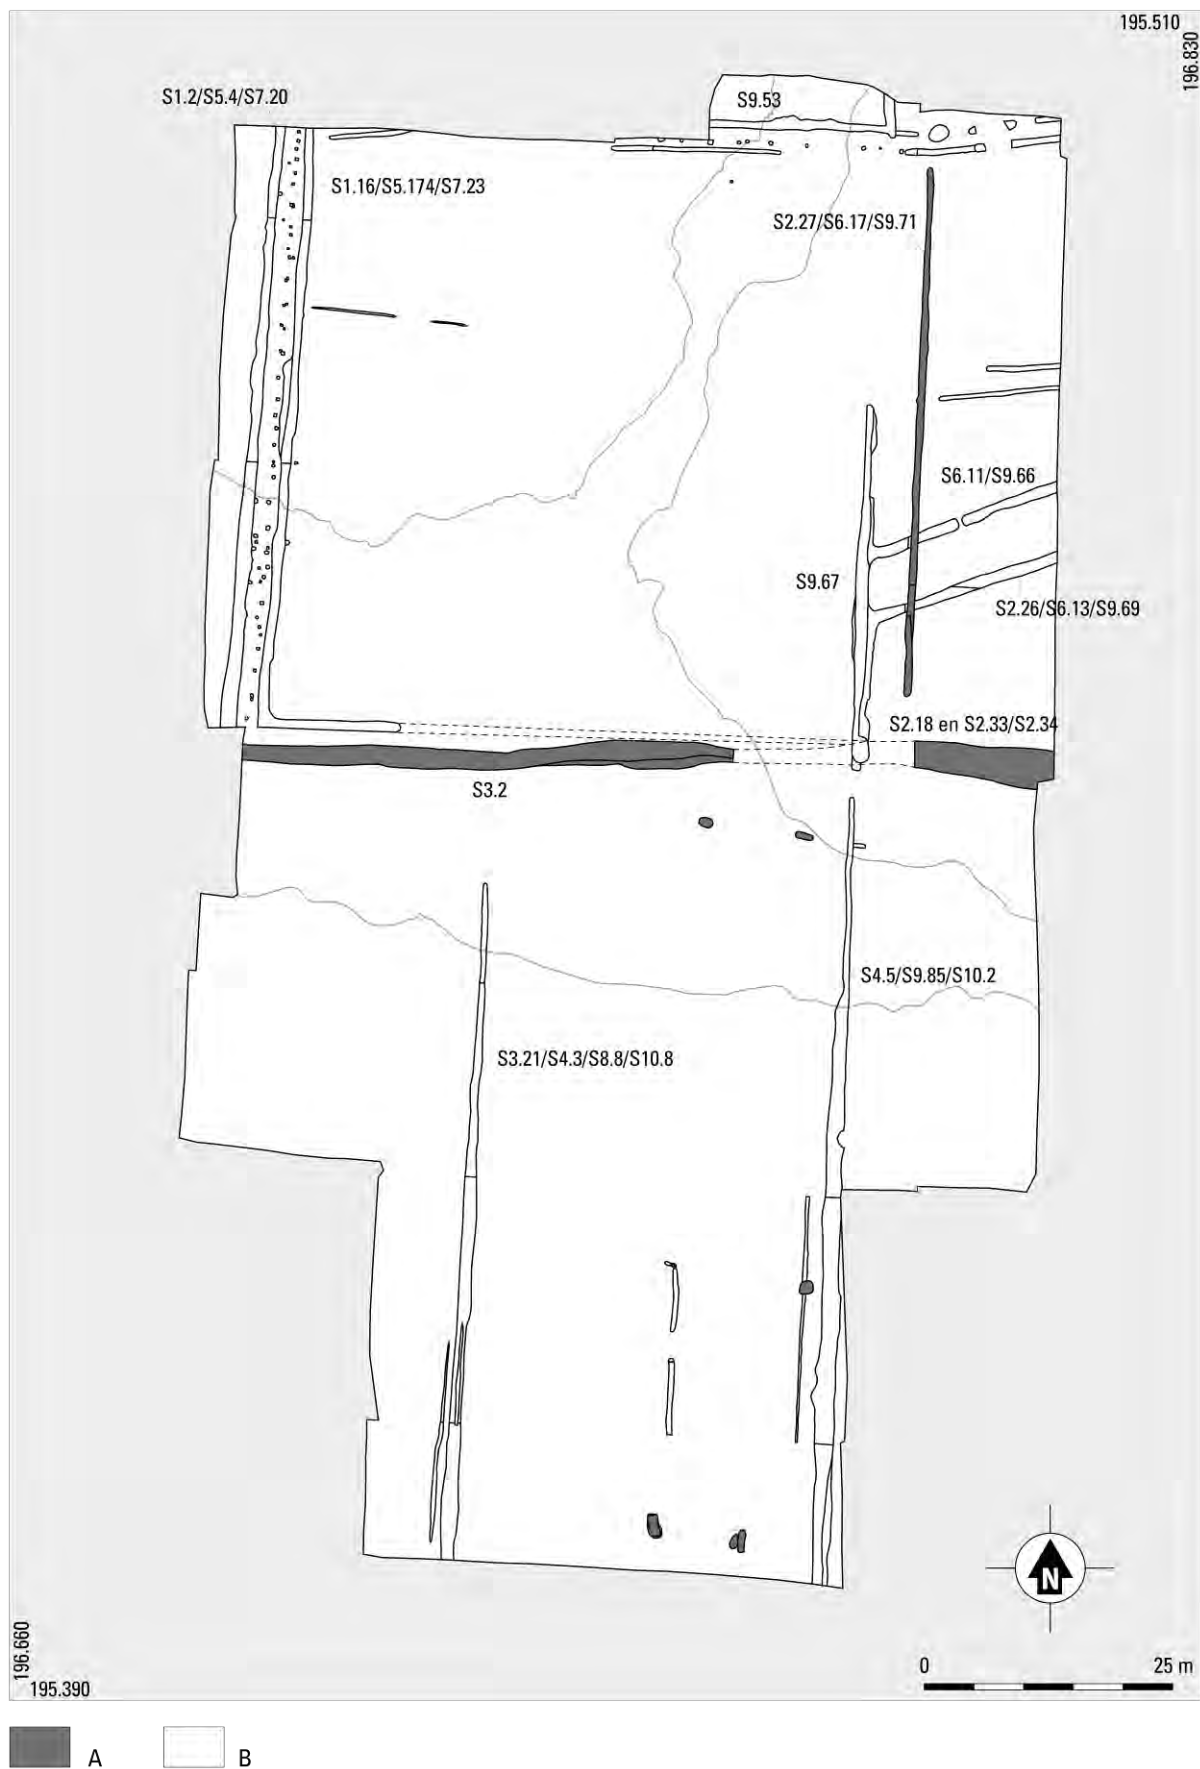 195.510
196.830
S1.2/S5.4/S7.20
S9.53
S1.16/S5.174/S7.23
S2.27/S6.17/S9.71
S6.11/S9.66
S9.67
S2.26/S6.13/S9.69
S2.18 en S2.33/S2.34
S3.2
S4.5/S9.85/S10.2
S3.21/S4.3/S8.8/S10.8
N
196.660
195.390
0 25 m
A B